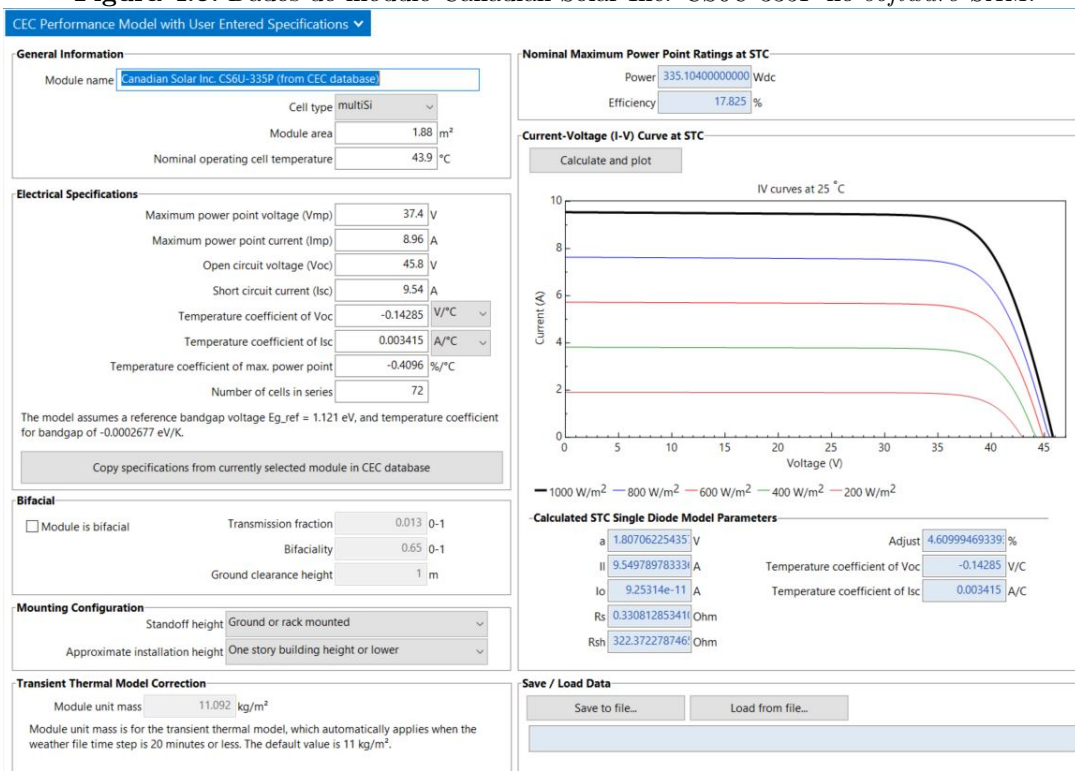 Figura 4.6: Dados do módulo Canadian Solar Inc. CS6U-335P no software SAM.
CEC Performance Model with User Entered Specifications
General Information
Module name Canadian Solar Inc. CS6U-335P (from CEC database)
Cell type multiSi
Module area 1.88 m²
Nominal operating cell temperature 43.9 °C
Electrical Specifications
Maximum power point voltage (Vmp) 37.4 V
Maximum power point current (Imp) 8.96 A
Open circuit voltage (Voc) 45.8 V
Short circuit current (Isc) 9.54 A
Temperature coefficient of Voc -0.14285 V/°C
Temperature coefficient of Isc 0.003415 A/°C
Temperature coefficient of max. power point -0.4096 %/°C
Number of cells in series 72
The model assumes a reference bandgap voltage Eg_ref = 1.121 eV, and temperature coefficient
for bandgap of -0.0002677 eV/K.
Copy specifications from currently selected module in CEC database
Bifacial
Module is bifacial
Transmission fraction 0.013 0-1
Bifaciality 0.65 0-1
Ground clearance height 1 m
Mounting Configuration
Standoff height Ground or rack mounted
Approximate installation height One story building height or lower
Transient Thermal Model Correction
Module unit mass 11.092 kg/m²
Module unit mass is for the transient thermal model, which automatically applies when the
weather file time step is 20 minutes or less. The default value is 11 kg/m².
Nominal Maximum Power Point Ratings at STC
Power 335.10400000000 Wdc
Efficiency 17.825 %
Current-Voltage (I-V) Curve at STC
Calculate and plot
IV curves at 25 °C
Current (A)
10
8
6
4
2
0
0 5 10 15 20 25 30 35 40 45
Voltage (V)
1000 W/m² 800 W/m² 600 W/m² 400 W/m² 200 W/m²
Calculated STC Single Diode Model Parameters
a 1.80706225435 V
Il 9.5497897833 A
Io 9.25314e-11 A
Rs 0.3308128534 Ohm
Rsh 322.372278746 Ohm
Adjust 4.6099946933 %
Temperature coefficient of Voc -0.14285 V/C
Temperature coefficient of Isc 0.003415 A/C
Save / Load Data
Save to file...
Load from file...